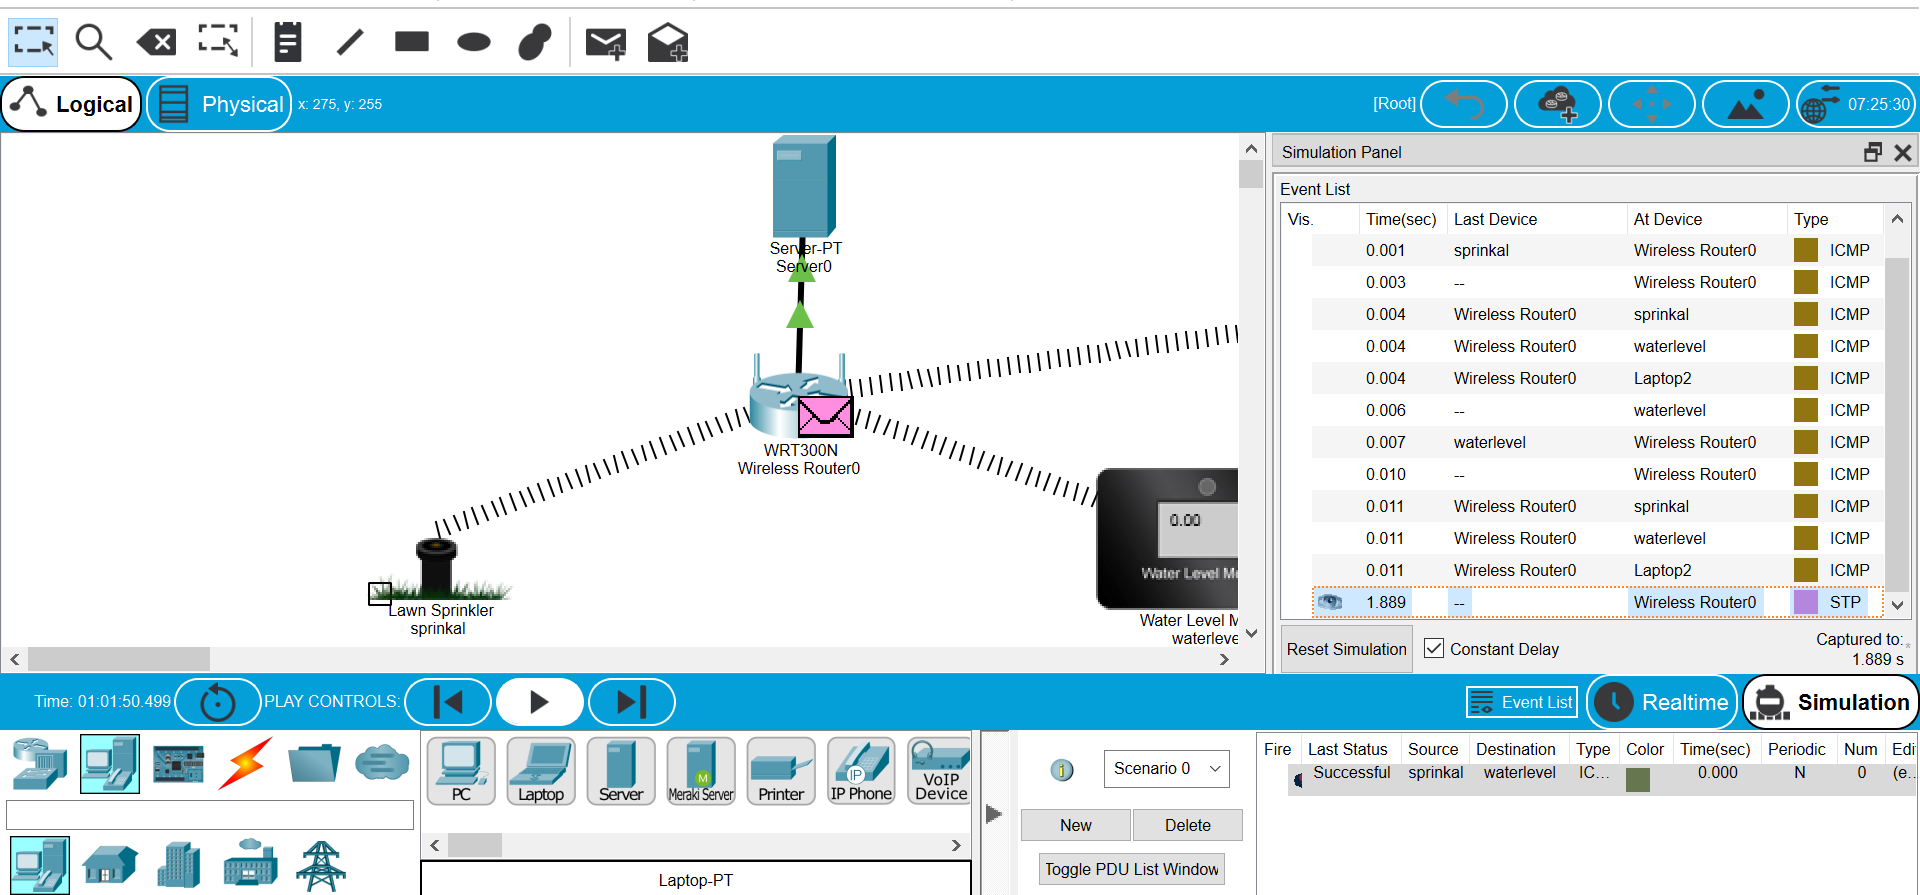 Logical
Physical
x: 275, y: 255
[Root]
07:25:30
Server-PT
Server0
WRT300N
Wireless Router0
Lawn Sprinkler
sprinkal
0.00
Water Level M
Water Level M
waterleve
Simulation Panel
Event List
Vis. Time(sec) Last Device At Device Type
0.001 sprinkal Wireless Router0 ICMP
0.003 -- Wireless Router0 ICMP
0.004 Wireless Router0 sprinkal ICMP
0.004 Wireless Router0 waterlevel ICMP
0.004 Wireless Router0 Laptop2 ICMP
0.006 -- waterlevel ICMP
0.007 waterlevel Wireless Router0 ICMP
0.010 -- Wireless Router0 ICMP
0.011 Wireless Router0 sprinkal ICMP
0.011 Wireless Router0 waterlevel ICMP
0.011 Wireless Router0 Laptop2 ICMP
1.889 -- Wireless Router0 STP
Reset Simulation
Constant Delay
Captured to:*
1.889 s
Time: 01:01:50.499
PLAY CONTROLS:
Event List
Realtime
Simulation
PC
Laptop
Server
M
Meraki Server
Printer
IP
IP Phone
VoIP
Device
Laptop-PT
Scenario 0
New
Delete
Toggle PDU List Window
Fire Last Status Source Destination Type Color Time(sec) Periodic Num Edi
Successful sprinkal waterlevel IC... 0.000 N 0 (e...